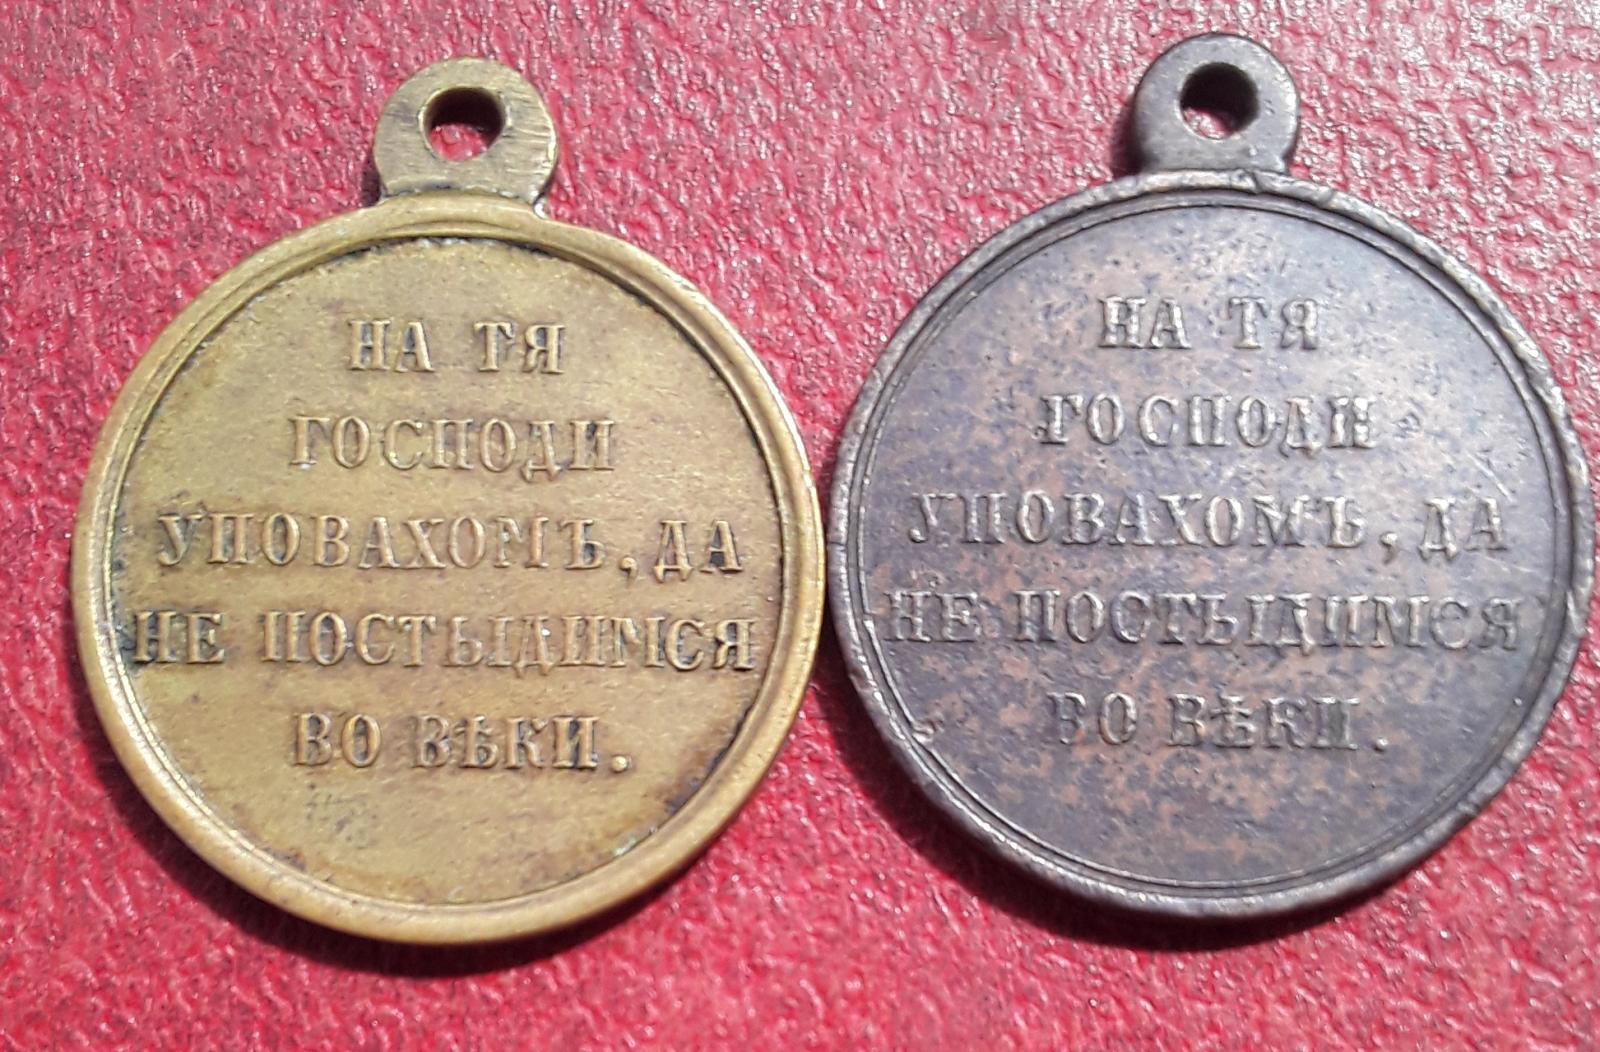 НА ТЯ
ГОСПОДИ
УПОВАХОМЪ, ДА
НЕ ПОСТЫДИМСЯ
ВО ВѢКИ.
НА ТЯ
ГОСПОДИ
УПОВАХОМЪ, ДА
НЕ ПОСТЫДИМСЯ
ВО ВѢКИ.